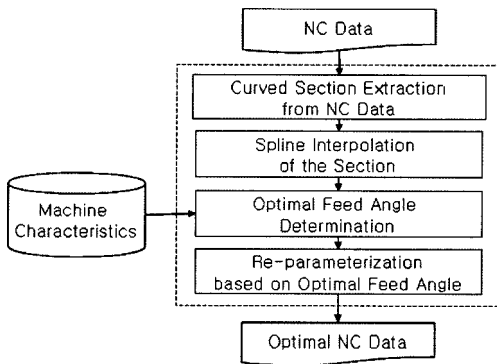 NC Data
Curved Section Extraction
from NC Data
Spline Interpolation
of the Section
Machine
Characteristics
Optimal Feed Angle
Determination
Re-parameterization
based on Optimal Feed Angle
Optimal NC Data